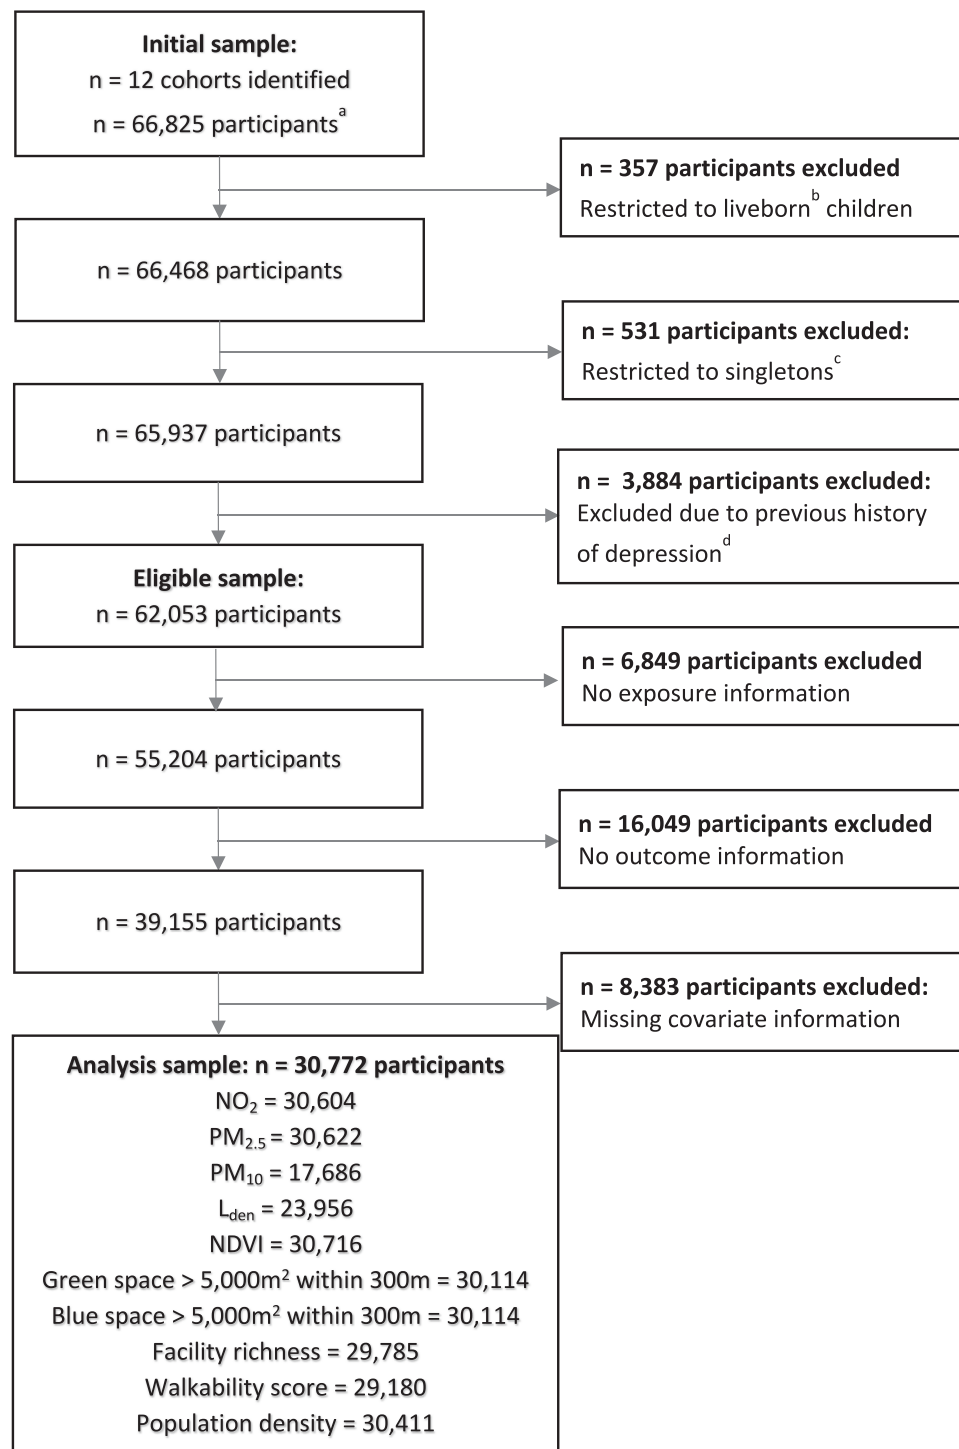 Initial sample:
n = 12 cohorts identified
n = 66,825 participantsᵃ
n = 357 participants excluded
Restricted to livebornᵇ children
n = 66,468 participants
n = 531 participants excluded:
Restricted to singletonsᶜ
n = 65,937 participants
n =  3,884 participants excluded:
Excluded due to previous history
of depressionᵈ
Eligible sample:
n = 62,053 participants
n = 6,849 participants excluded
No exposure information
n = 55,204 participants
n = 16,049 participants excluded
No outcome information
n = 39,155 participants
n = 8,383 participants excluded:
Missing covariate information
Analysis sample: n = 30,772 participants
NO₂ = 30,604
PM₂.₅ = 30,622
PM₁₀ = 17,686
Lden = 23,956
NDVI = 30,716
Green space > 5,000m² within 300m = 30,114
Blue space > 5,000m² within 300m = 30,114
Facility richness = 29,785
Walkability score = 29,180
Population density = 30,411